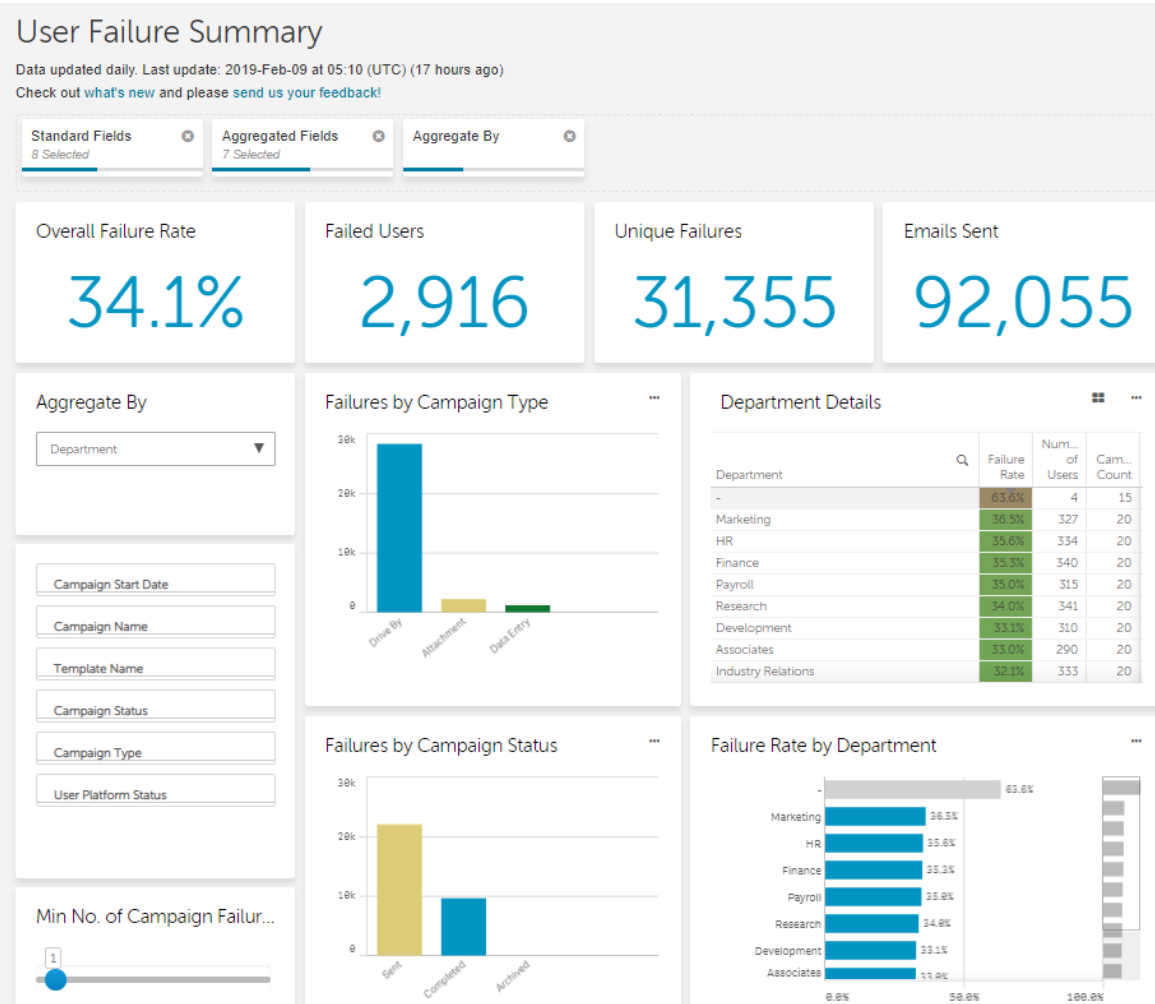 User Failure Summary
Data updated daily. Last update: 2019-Feb-09 at 05:10 (UTC) (17 hours ago)
Check out what's new and please send us your feedback!
Standard Fields
8 Selected
Aggregated Fields
7 Selected
Aggregate By
Overall Failure Rate
34.1%
Failed Users
2,916
Unique Failures
31,355
Emails Sent
92,055
Aggregate By
Department
Campaign Start Date
Campaign Name
Template Name
Campaign Status
Campaign Type
User Platform Status
Min No. of Campaign Failur...
1
Failures by Campaign Type
30k
20k
10k
0
Drive By
Attachment
Data Entry
Department Details
Department Failure Rate Num... of Users Cam... Count
- 63.6% 4 15
Marketing 36.5% 327 20
HR 35.6% 334 20
Finance 35.3% 340 20
Payroll 35.0% 315 20
Research 34.0% 341 20
Development 33.1% 310 20
Associates 33.0% 290 20
Industry Relations 32.1% 333 20
Failures by Campaign Status
30k
20k
10k
0
Sent
Completed
Archived
Failure Rate by Department
- 63.6%
Marketing 36.5%
HR 35.6%
Finance 35.3%
Payroll 35.0%
Research 34.0%
Development 33.1%
Associates 33.0%
0.0% 50.0% 100.0%